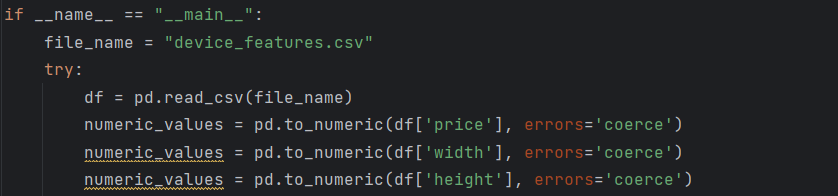 if __name__ == "__main__":
    file_name = "device_features.csv"
    try:
        df = pd.read_csv(file_name)
        numeric_values = pd.to_numeric(df['price'], errors='coerce')
        numeric_values = pd.to_numeric(df['width'], errors='coerce')
        numeric_values = pd.to_numeric(df['height'], errors='coerce')